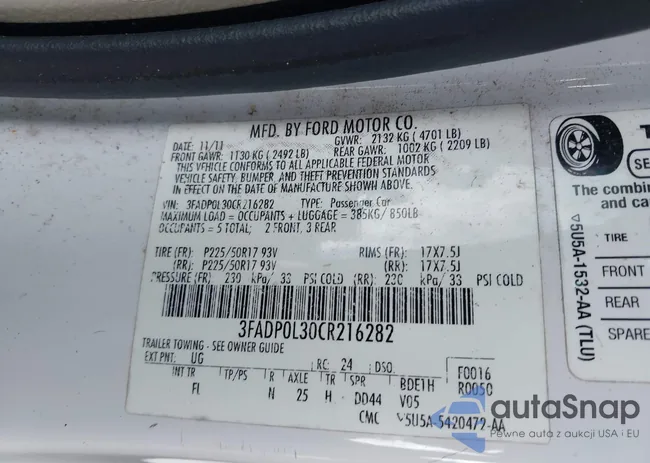 MFD. BY FORD MOTOR CO.
DATE: 11/11 GVWR: 2132 KG ( 4701 LB)
FRONT GAWR: 1130 KG ( 2492 LB) REAR GAWR: 1002 KG ( 2209 LB)
THIS VEHICLE CONFORMS TO ALL APPLICABLE FEDERAL MOTOR
VEHICLE SAFETY, BUMPER, AND THEFT PREVENTION STANDARDS
IN EFFECT ON THE DATE OF MANUFACTURE SHOWN ABOVE.
VIN: 3FADP0L30CR216282 TYPE: Passenger Car
MAXIMUM LOAD = OCCUPANTS + LUGGAGE = 385KG/ 850LB
OCCUPANTS = 5 TOTAL; 2 FRONT, 3 REAR
TIRE (FR): P225/50R17 93V RIMS (FR): 17X7.5J
(RR): P225/50R17 93V (RR): 17X7.5J
PRESSURE (FR): 239 kPa/ 33 PSI COLD (RR): 230 kPa/ 33 PSI COLD
3FADP0L30CR216282
TRAILER TOWING - SEE OWNER GUIDE
EXT PNT: UG RC: 24 DSO: F0016
INT TR TP/PS R AXLE TR SPR BDE1H R0050
FL N 25 H DD44 V05
CMC 5U5A-5420472-AA
SE
The combin
and ca
TIRE
FRONT
REAR
SPARE
5U5A-1532-AA (TLU)
autaSnap
Pewne auta z aukcji USA i EU